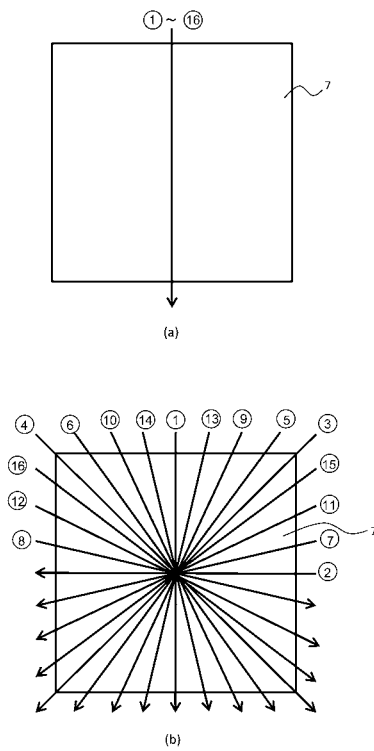 ① ~ ⑯
7
(a)
④ ⑥ ⑩ ⑭ ① ⑬ ⑨ ⑤ ③
⑯ ⑮
⑫ ⑪
⑧ ⑦
7
②
(b)